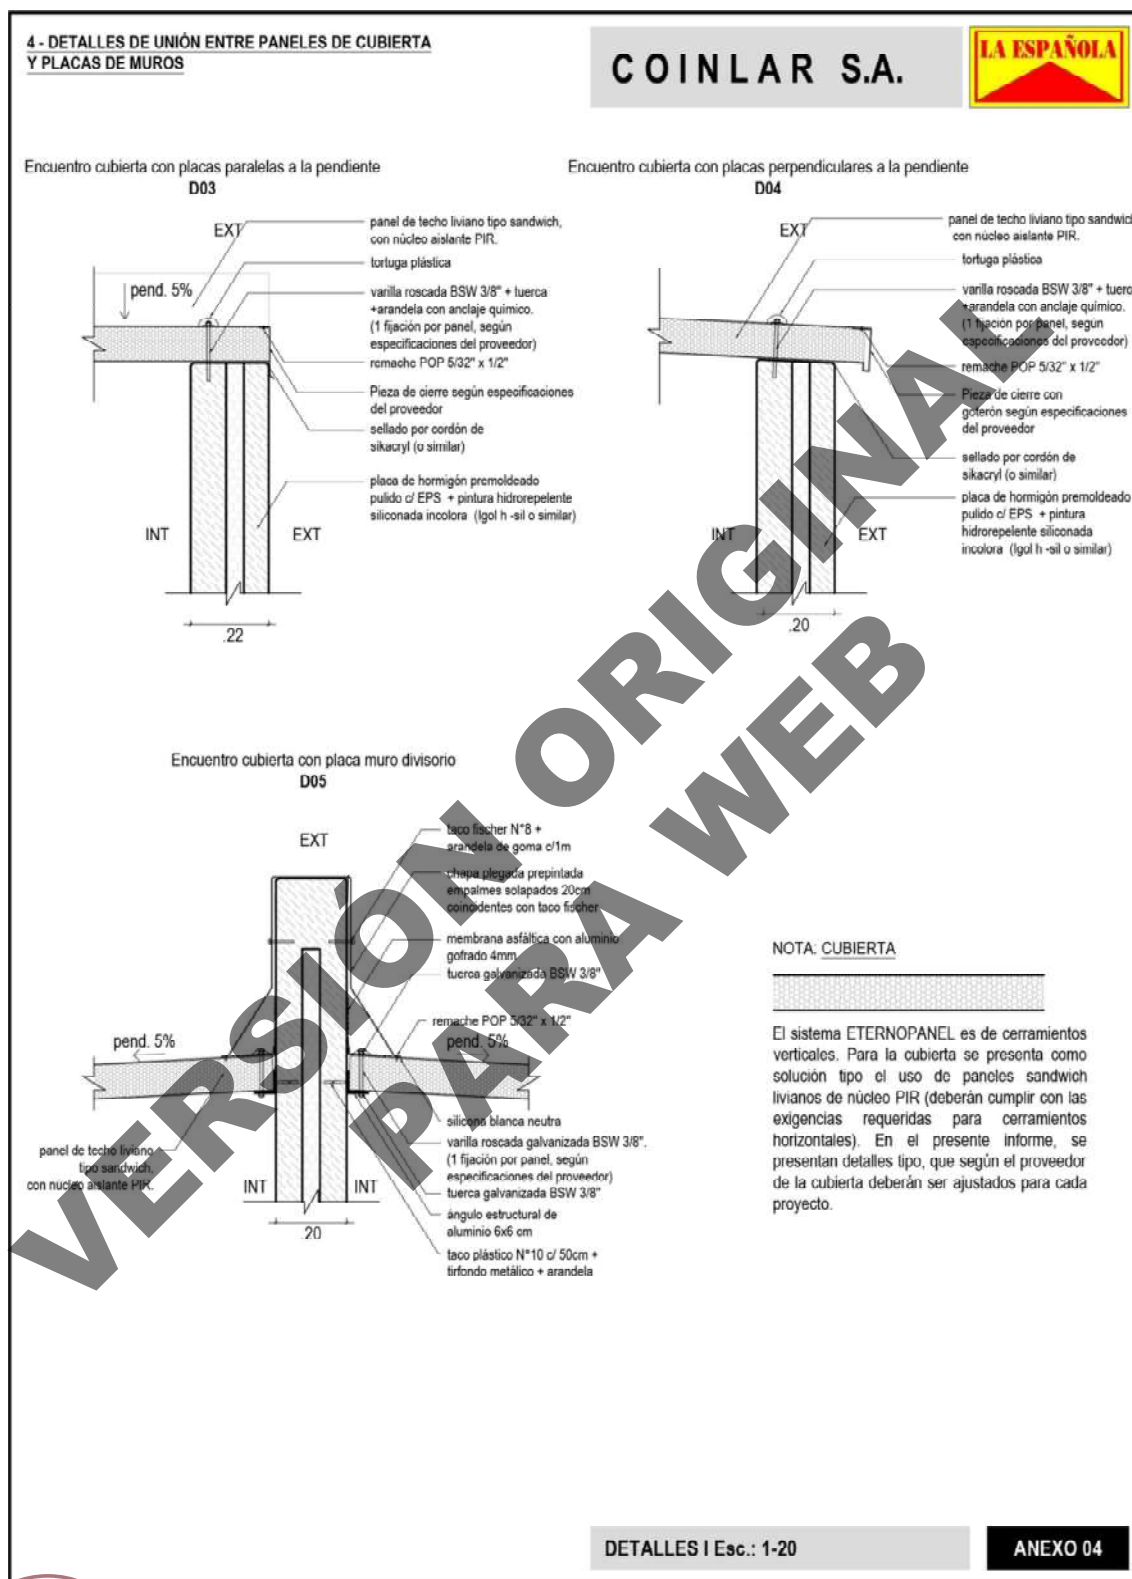 4 - DETALLES DE UNIÓN ENTRE PANELES DE CUBIERTA
Y PLACAS DE MUROS
COINLAR S.A.
LA ESPAÑOLA
Encuentro cubierta con placas paralelas a la pendiente
D03
EXT
pend. 5%
panel de techo liviano tipo sandwich,
con núcleo aislante PIR.
tortuga plástica
varilla roscada BSW 3/8" + tuerca
+arandela con anclaje químico.
(1 fijación por panel, según
especificaciones del proveedor)
remache POP 5/32" x 1/2"
Pieza de cierre según especificaciones
del proveedor
sellado por cordón de
sikacryl (o similar)
placa de hormigón premoldeado
pulido c/ EPS + pintura hidrorepelente
siliconada incolora (Igol h -sil o similar)
INT
EXT
.22
Encuentro cubierta con placas perpendiculares a la pendiente
D04
EXT
panel de techo liviano tipo sandwich
con núcleo aislante PIR.
tortuga plástica
varilla roscada BSW 3/8" + tuerc
+arandela con anclaje químico.
(1 fijación por panel, según
especificaciones del proveedor)
remache POP 5/32" x 1/2"
Pieza de cierre con
goterón según especificaciones
del proveedor
sellado por cordón de
sikacryl (o similar)
placa de hormigón premoldeado
pulido c/ EPS + pintura
hidrorepelente siliconada
incolora (Igol h -sil o similar)
INT
EXT
.20
Encuentro cubierta con placa muro divisorio
D05
EXT
taco fischer N°8 +
arandela de goma c/1m
chapa plegada prepintada
empalmes solapados 20cm
coincidentes con taco fischer
membrana asfáltica con aluminio
gofrado 4mm
tuerca galvanizada BSW 3/8"
remache POP 5/32" x 1/2"
pend. 5%
pend. 5%
silicona blanca neutra
varilla roscada galvanizada BSW 3/8".
(1 fijación por panel, según
especificaciones del proveedor)
tuerca galvanizada BSW 3/8"
ángulo estructural de
aluminio 6x6 cm
taco plástico N°10 c/ 50cm +
tirfondo metálico + arandela
panel de techo liviano
tipo sandwich.
con nucleo aislante PIR.
INT
INT
.20
NOTA: CUBIERTA
El sistema ETERNOPANEL es de cerramientos
verticales. Para la cubierta se presenta como
solución tipo el uso de paneles sandwich
livianos de núcleo PIR (deberán cumplir con las
exigencias requeridas para cerramientos
horizontales). En el presente informe, se
presentan detalles tipo, que según el proveedor
de la cubierta deberán ser ajustados para cada
proyecto.
VERSIÓN ORIGINAL
PARA WEB
DETALLES I Esc.: 1-20
ANEXO 04